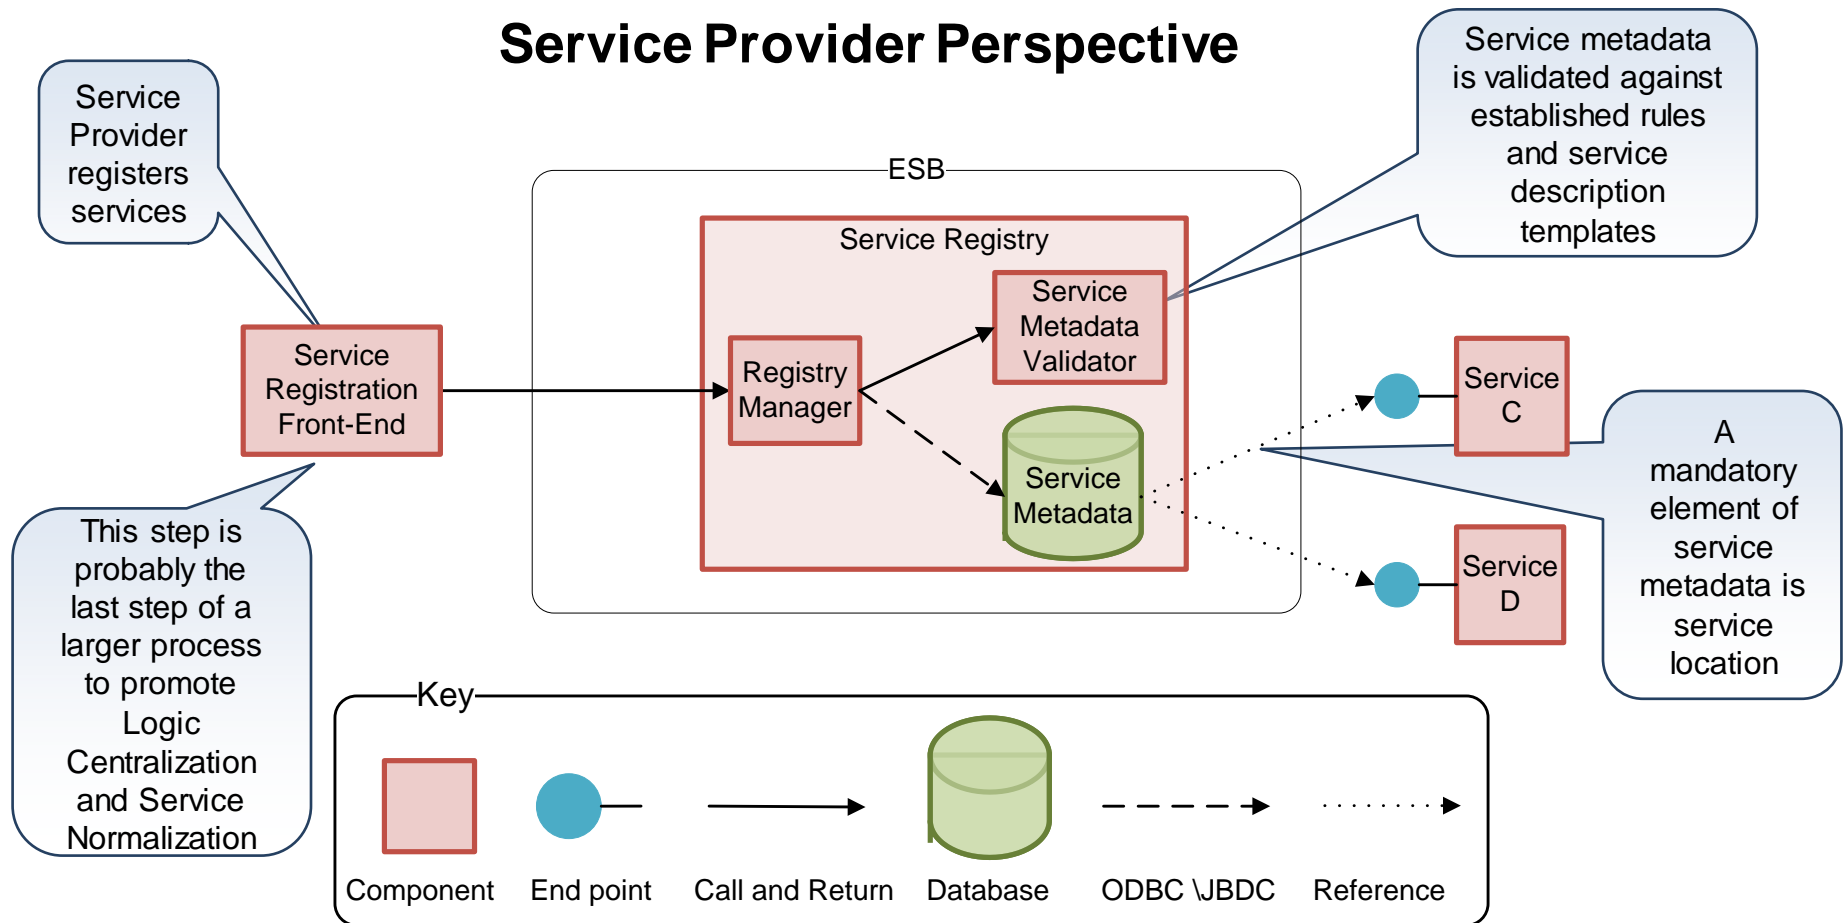 Service Provider Perspective
Service
Provider
registers
services
Service metadata
is validated against
established rules
and service
description
templates
ESB
Service Registry
Service
Metadata
Validator
Service
Registration
Front-End
Registry
Manager
Service
Metadata
Service
C
Service
D
A
mandatory
element of
service
metadata is
service
location
This step is
probably the
last step of a
larger process
to promote
Logic
Centralization
and Service
Normalization
Key
Component
End point
Call and Return
Database
ODBC \JBDC
Reference